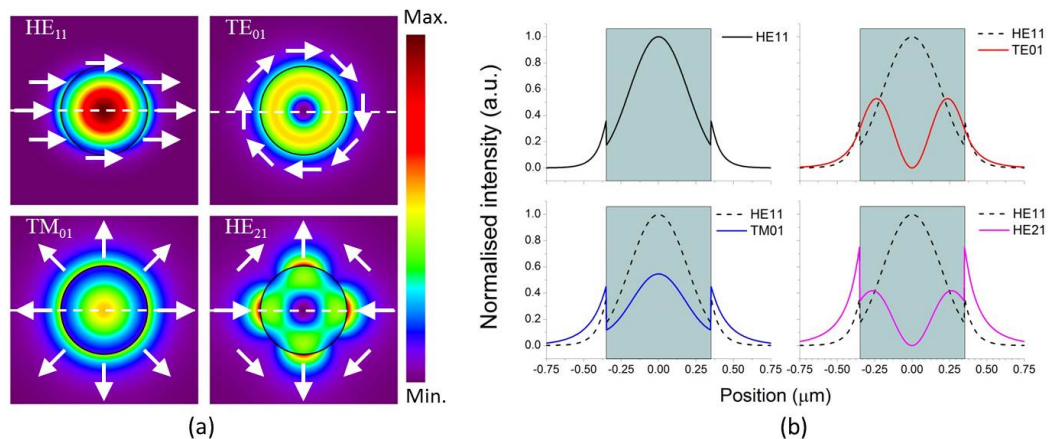 HE11
TE01
TM01
HE21
Max.
Min.
(a)
Normalised intensity (a.u.)
1.0
0.8
0.6
0.4
0.2
0.0
HE11
HE11
TE01
1.0
0.8
0.6
0.4
0.2
0.0
HE11
TM01
HE11
HE21
-0.75 -0.50 -0.25 0.00 0.25 0.50 0.75
-0.75 -0.50 -0.25 0.00 0.25 0.50 0.75
Position (μm)
(b)